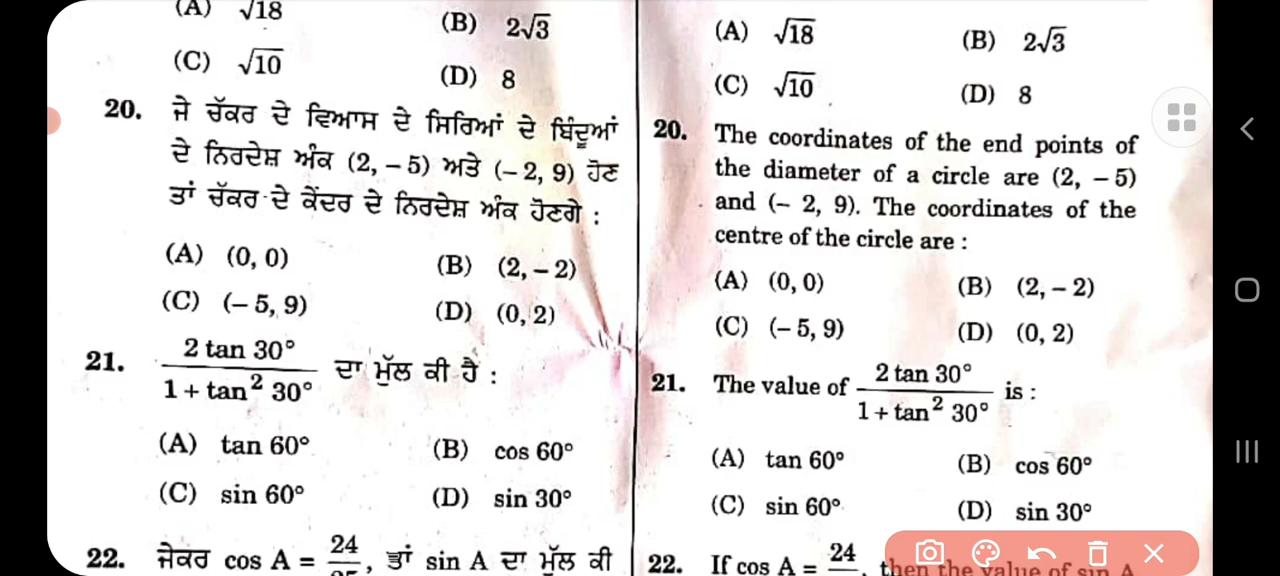 (A) √18
(B) 2√3
(C) √10
(D) 8
20. ਜੇ ਚੱਕਰ ਦੇ ਵਿਆਸ ਦੇ ਸਿਰਿਆਂ ਦੇ ਬਿੰਦੂਆਂ
ਦੇ ਨਿਰਦੇਸ਼ ਅੰਕ (2, – 5) ਅਤੇ (– 2, 9) ਹੋਣ
ਤਾਂ ਚੱਕਰ ਦੇ ਕੇਂਦਰ ਦੇ ਨਿਰਦੇਸ਼ ਅੰਕ ਹੋਣਗੇ :
(A) (0, 0)
(B) (2, – 2)
(C) (– 5, 9)
(D) (0, 2)
21. 2 tan 30° / 1 + tan² 30° ਦਾ ਮੁੱਲ ਕੀ ਹੈ :
(A) tan 60°
(B) cos 60°
(C) sin 60°
(D) sin 30°
22. ਜੇਕਰ cos A = 24 , ਤਾਂ sin A ਦਾ ਮੁੱਲ ਕੀ
(A) √18
(B) 2√3
(C) √10
(D) 8
20. The coordinates of the end points of
the diameter of a circle are (2, – 5)
and (– 2, 9). The coordinates of the
centre of the circle are :
(A) (0, 0)
(B) (2, – 2)
(C) (– 5, 9)
(D) (0, 2)
21. The value of 2 tan 30° / 1 + tan² 30° is :
(A) tan 60°
(B) cos 60°
(C) sin 60°
(D) sin 30°
22. If cos A = 24 , then the value of sin A